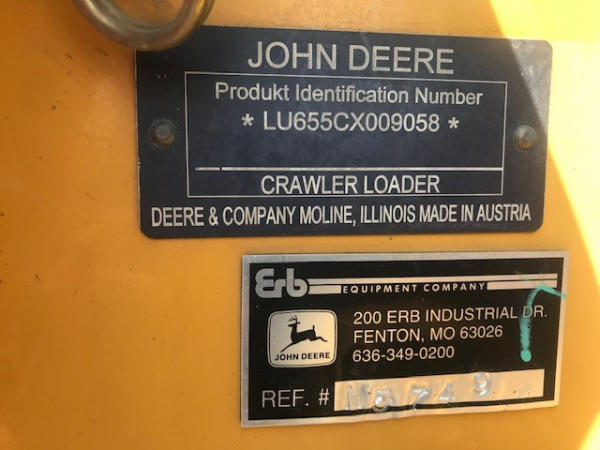 JOHN DEERE
Produkt Identification Number
* LU655CX009058 *
CRAWLER LOADER
DEERE & COMPANY MOLINE, ILLINOIS MADE IN AUSTRIA
Erb EQUIPMENT COMPANY
200 ERB INDUSTRIAL DR.
FENTON, MO 63026
JOHN DEERE
636-349-0200
REF. #